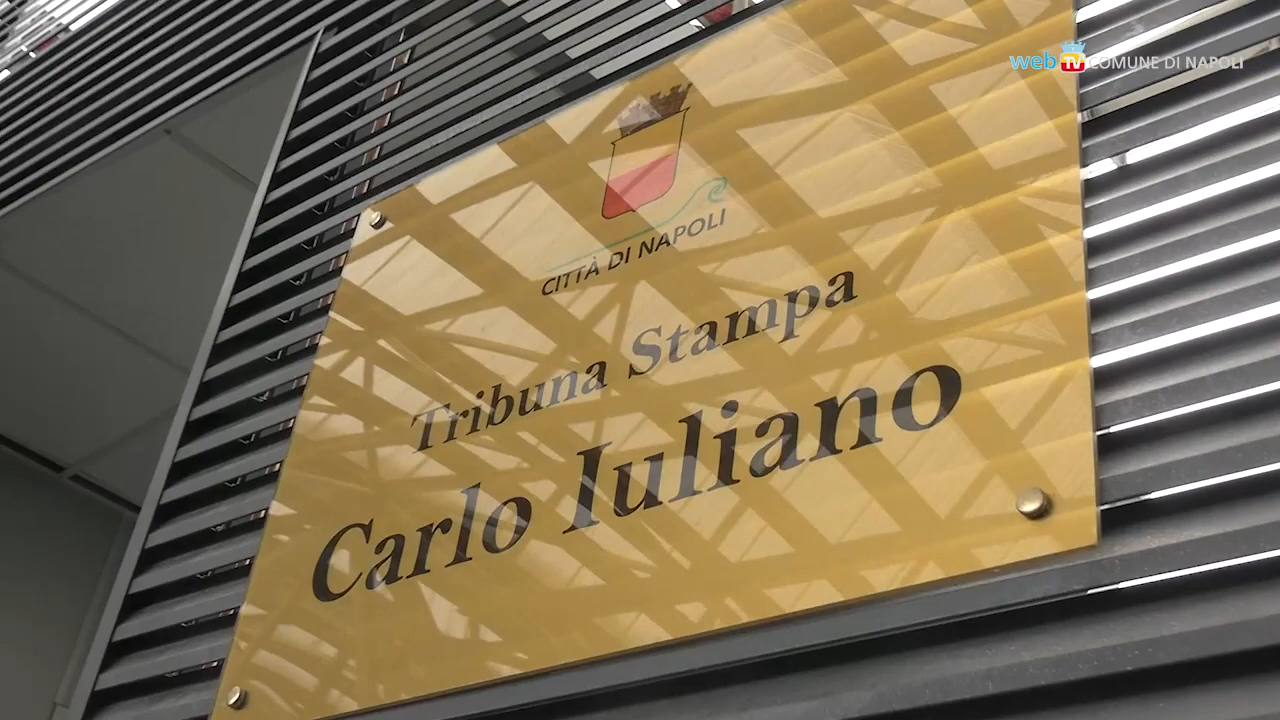 web TV COMUNE DI NAPOLI
CITTÀ DI NAPOLI
Tribuna Stampa
Carlo Iuliano